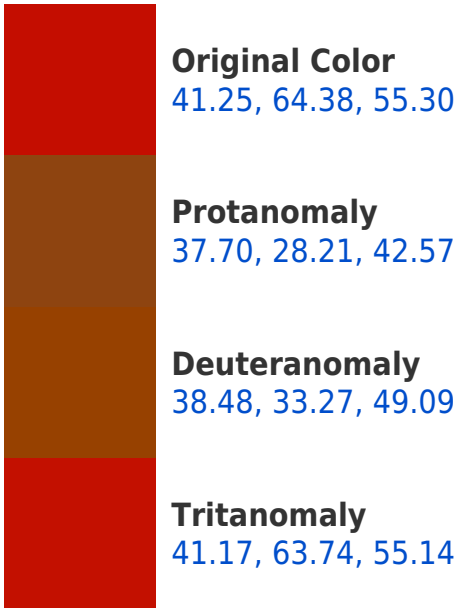 Original Color
41.25, 64.38, 55.30
Protanomaly
37.70, 28.21, 42.57
Deuteranomaly
38.48, 33.27, 49.09
Tritanomaly
41.17, 63.74, 55.14